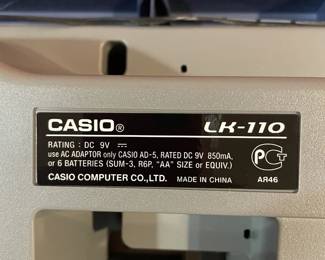 CASIO® LK-110
RATING : DC 9V ⎓
use AC ADAPTOR only CASIO AD-5, RATED DC 9V 850mA,
or 6 BATTERIES (SUM-3, R6P, "AA" SIZE or EQUIV.)
CASIO COMPUTER CO.,LTD. MADE IN CHINA
AR46